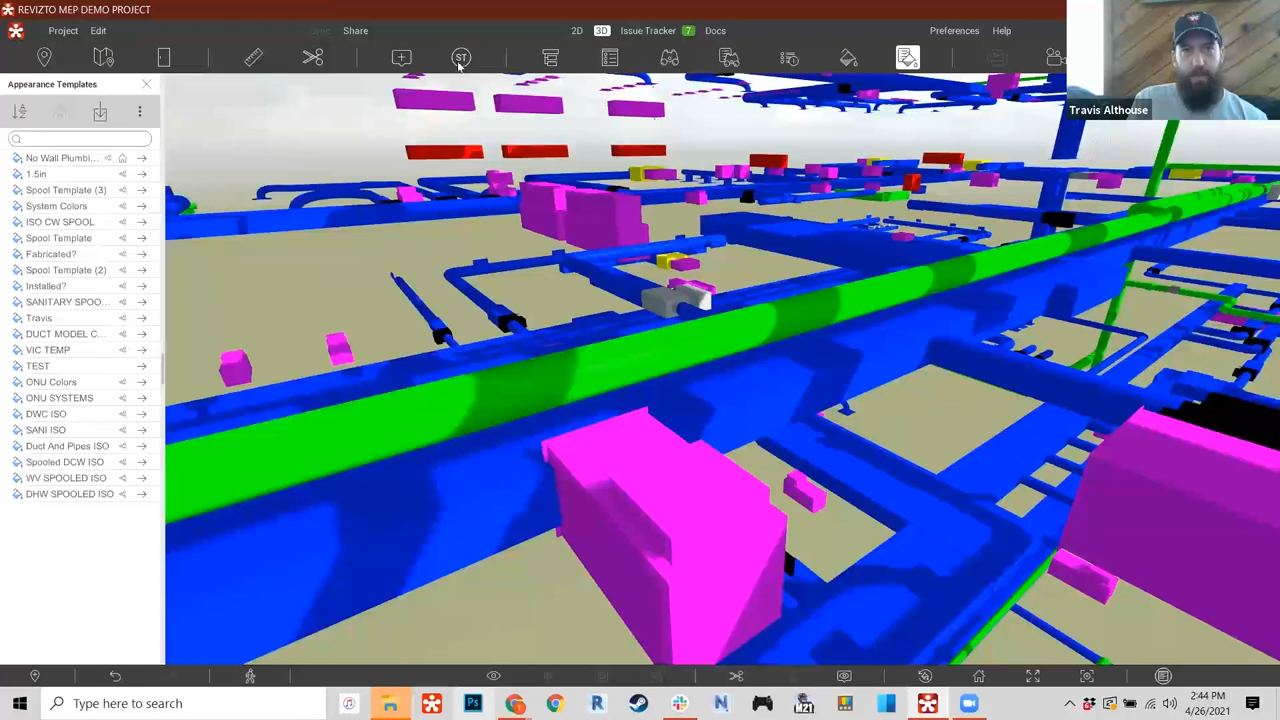 REVIZTO MEP DEMO PROJECT
Project Edit Sync Share 2D 3D Issue Tracker 7 Docs Preferences Help
ST
Travis Althouse
Appearance Templates
No Wall Plumbi...
1.5in
Spool Template (3)
System Colors
ISO CW SPOOL
Spool Template
Fabricated?
Spool Template (2)
Installed?
SANITARY SPOO...
Travis
DUCT MODEL C...
VIC TEMP
TEST
ONU Colors
ONU SYSTEMS
DWC ISO
SANI ISO
Duct And Pipes ISO
Spooled DCW ISO
WV SPOOLED ISO
DHW SPOOLED ISO
Type here to search
Ps
R
N
2:44 PM
4/26/2021